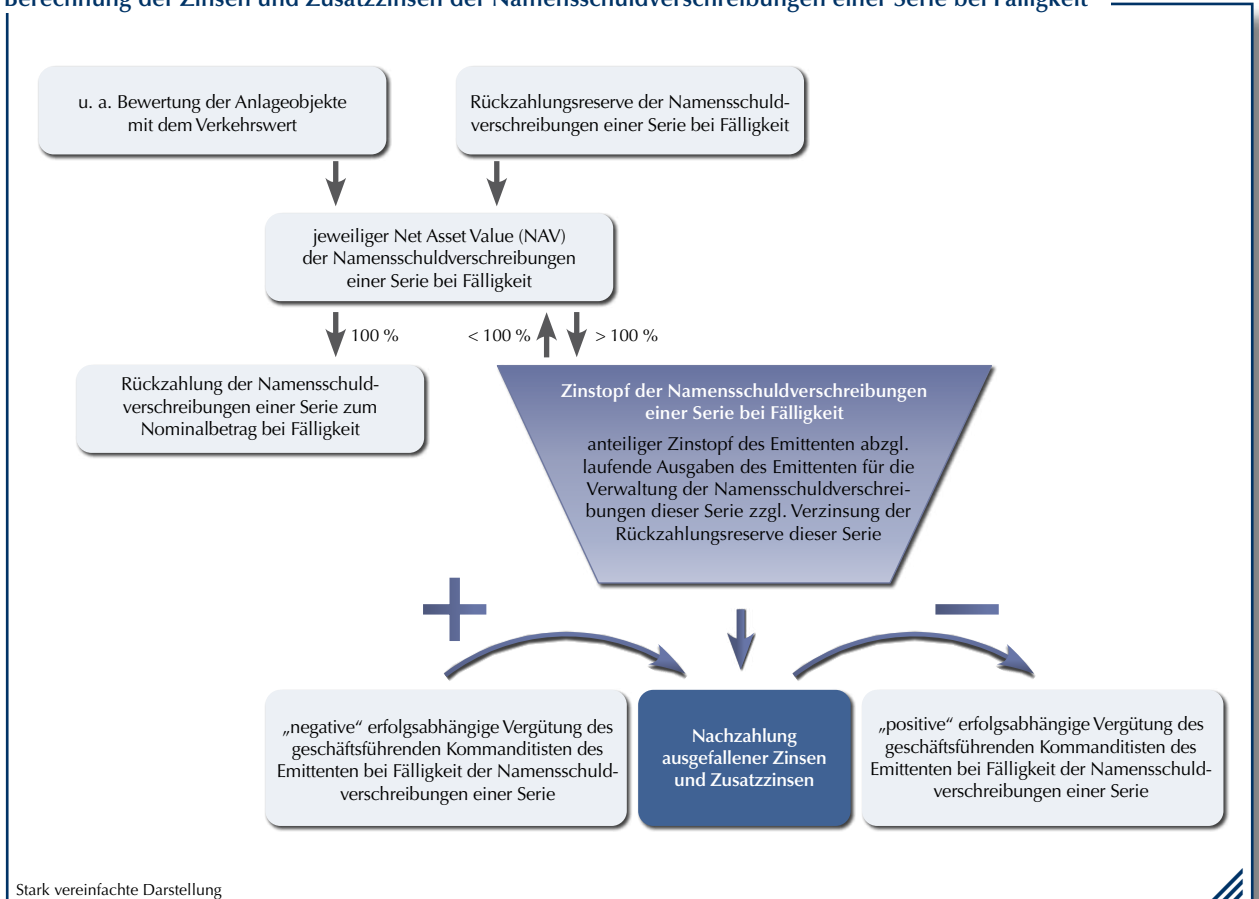 Berechnung der Zinsen und Zusatzzinsen der Namensschuldverschreibungen einer Serie bei Fälligkeit
u. a. Bewertung der Anlageobjekte
mit dem Verkehrswert
Rückzahlungsreserve der Namensschuld-
verschreibungen einer Serie bei Fälligkeit
jeweiliger Net Asset Value (NAV)
der Namensschuldverschreibungen
einer Serie bei Fälligkeit
100 %
< 100 %
> 100 %
Rückzahlung der Namensschuld-
verschreibungen einer Serie zum
Nominalbetrag bei Fälligkeit
Zinstopf der Namensschuldverschreibungen
einer Serie bei Fälligkeit
anteiliger Zinstopf des Emittenten abzgl.
laufende Ausgaben des Emittenten für die
Verwaltung der Namensschuldverschrei-
bungen dieser Serie zzgl. Verzinsung der
Rückzahlungsreserve dieser Serie
+
−
„negative“ erfolgsabhängige Vergütung des
geschäftsführenden Kommanditisten des
Emittenten bei Fälligkeit der Namensschuld-
verschreibungen einer Serie
Nachzahlung
ausgefallener Zinsen
und Zusatzzinsen
„positive“ erfolgsabhängige Vergütung des
geschäftsführenden Kommanditisten des
Emittenten bei Fälligkeit der Namensschuld-
verschreibungen einer Serie
Stark vereinfachte Darstellung